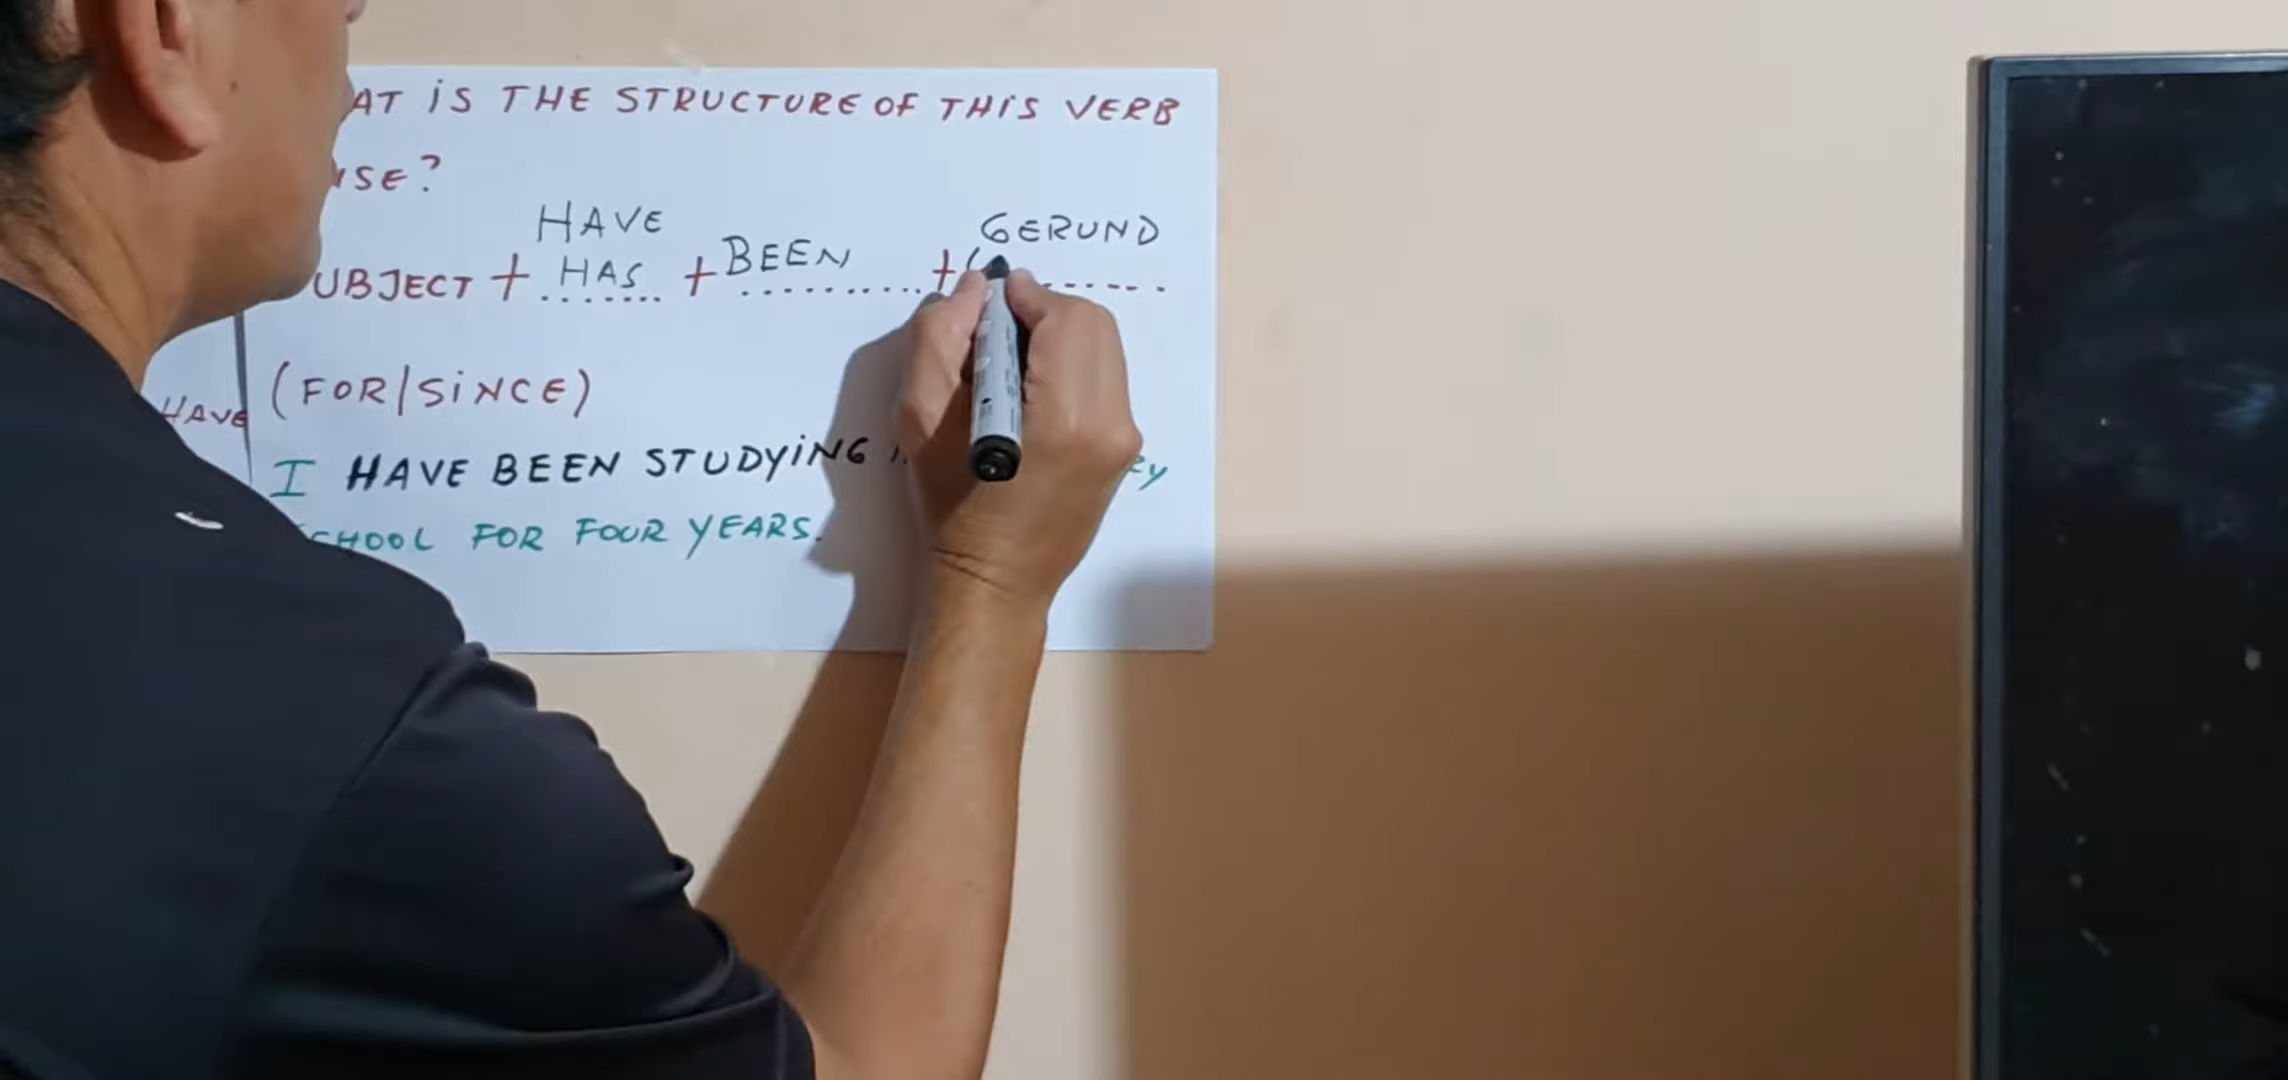 AT iS THE STRUCTURE OF THiS VERB
SE?
HAVE
GERUND
UBJECT + HAS + BEEN +
(FOR/SiNCE)
HAVE
I HAVE BEEN STUDYiNG
CHOOL FOR FOUR YEARS.